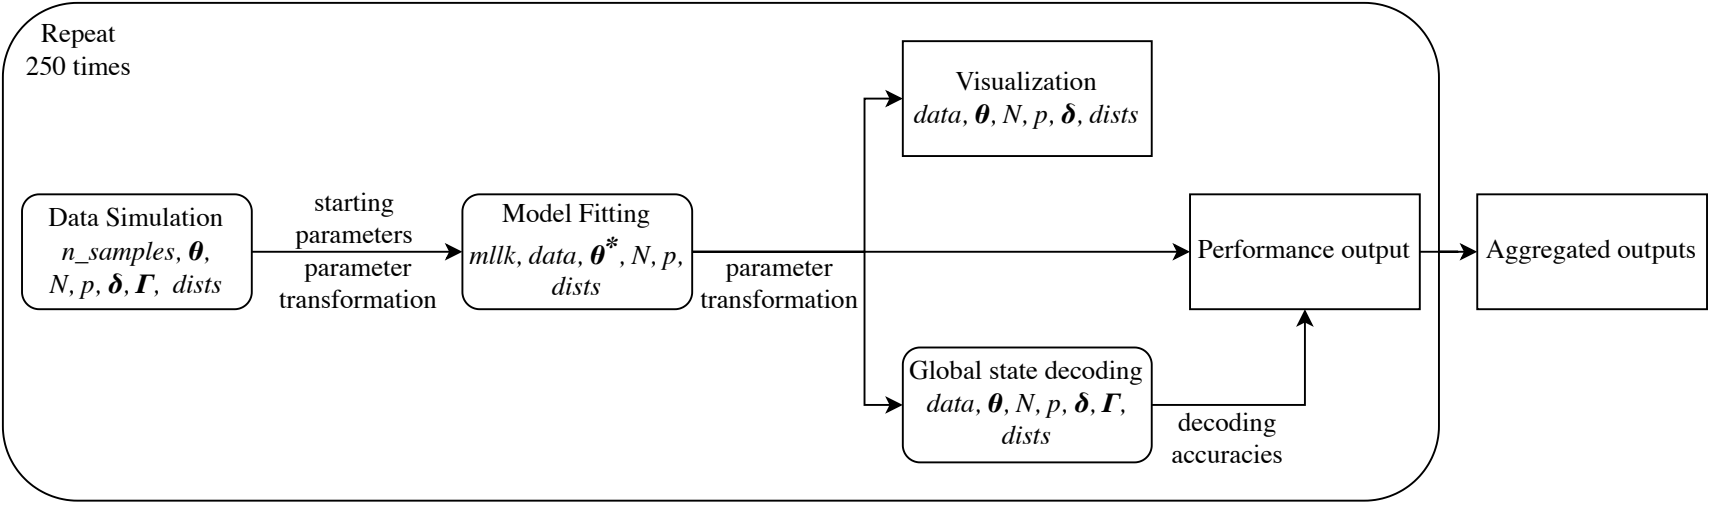 Repeat
250 times
Data Simulation
n_samples, θ,
N, p, δ, Γ, dists
starting
parameters
parameter
transformation
Model Fitting
mllk, data, θ*, N, p,
dists
parameter
transformation
Visualization
data, θ, N, p, δ, dists
Global state decoding
data, θ, N, p, δ, Γ,
dists
decoding
accuracies
Performance output
Aggregated outputs